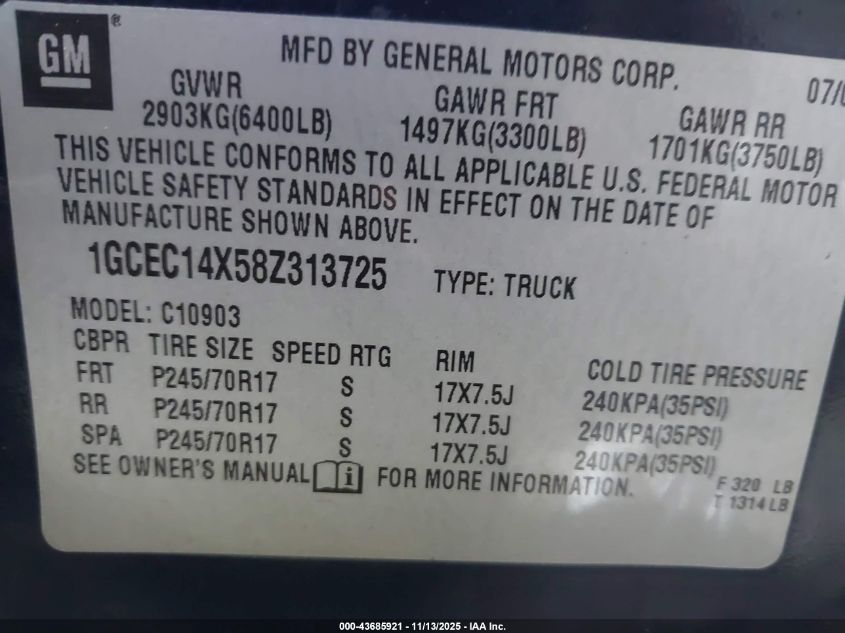 GM®
MFD BY GENERAL MOTORS CORP.
07/0
GVWR GAWR FRT GAWR RR
2903KG(6400LB) 1497KG(3300LB) 1701KG(3750LB)
THIS VEHICLE CONFORMS TO ALL APPLICABLE U.S. FEDERAL MOTOR
VEHICLE SAFETY STANDARDS IN EFFECT ON THE DATE OF
MANUFACTURE SHOWN ABOVE.
1GCEC14X58Z313725 TYPE: TRUCK
MODEL: C10903
CBPR TIRE SIZE SPEED RTG RIM COLD TIRE PRESSURE
FRT P245/70R17 S 17X7.5J 240KPA(35PSI)
RR P245/70R17 S 17X7.5J 240KPA(35PSI)
SPA P245/70R17 S 17X7.5J 240KPA(35PSI)
SEE OWNER'S MANUAL i FOR MORE INFORMATION.
F 320 LB
T 1314 LB
000-43685921 - 11/13/2025 - IAA Inc.